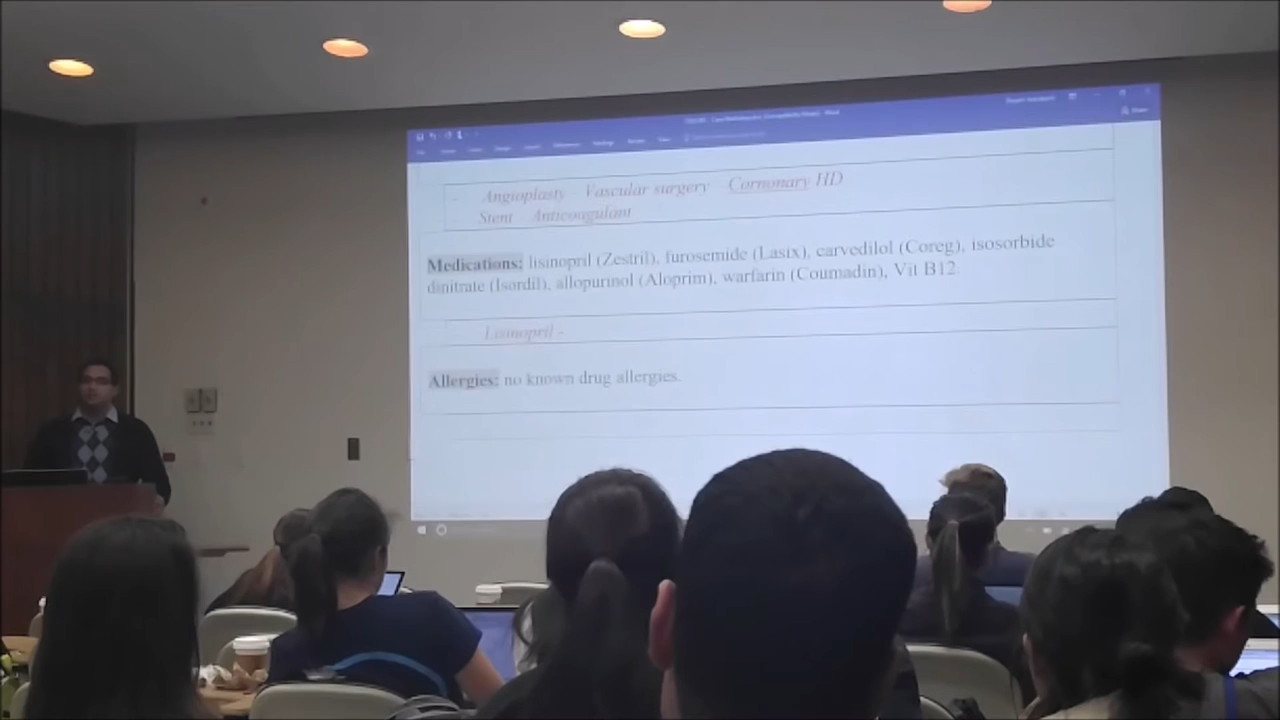 - Angioplasty – Vascular surgery – Cornonary HD
- Stent – Anticoagulant
Medications: lisinopril (Zestril), furosemide (Lasix), carvedilol (Coreg), isosorbide
dinitrate (Isordil), allopurinol (Aloprim), warfarin (Coumadin), Vit B12.
Lisinopril -
Allergies: no known drug allergies.